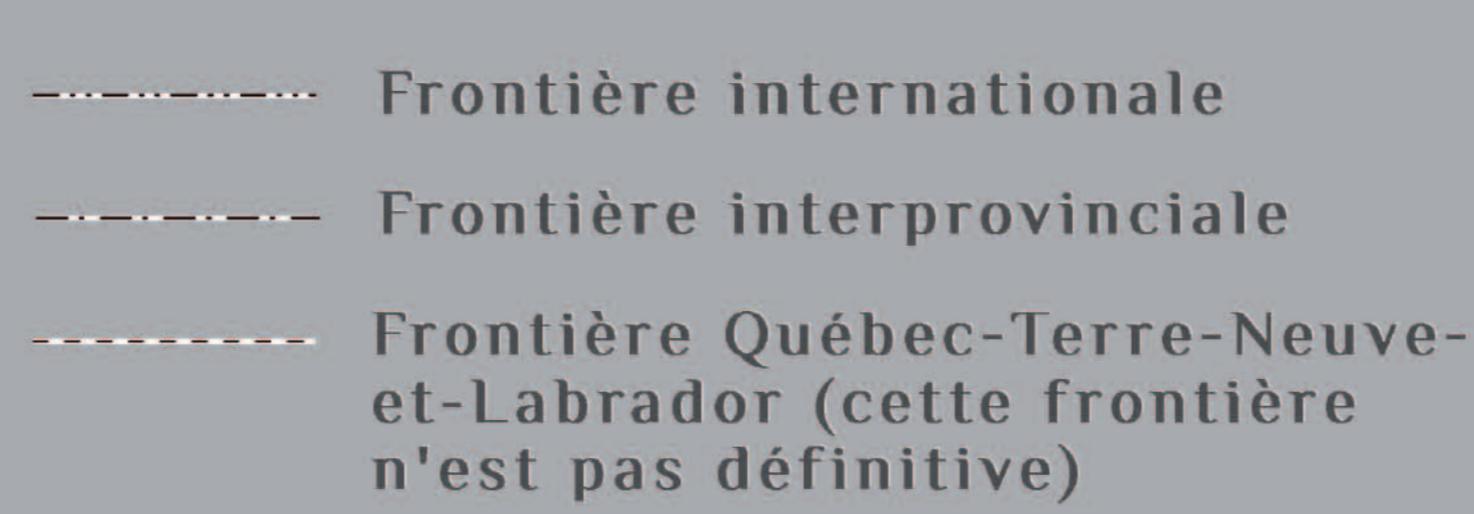 Frontière internationale
Frontière interprovinciale
Frontière Québec-Terre-Neuve-
et-Labrador (cette frontière
n'est pas définitive)